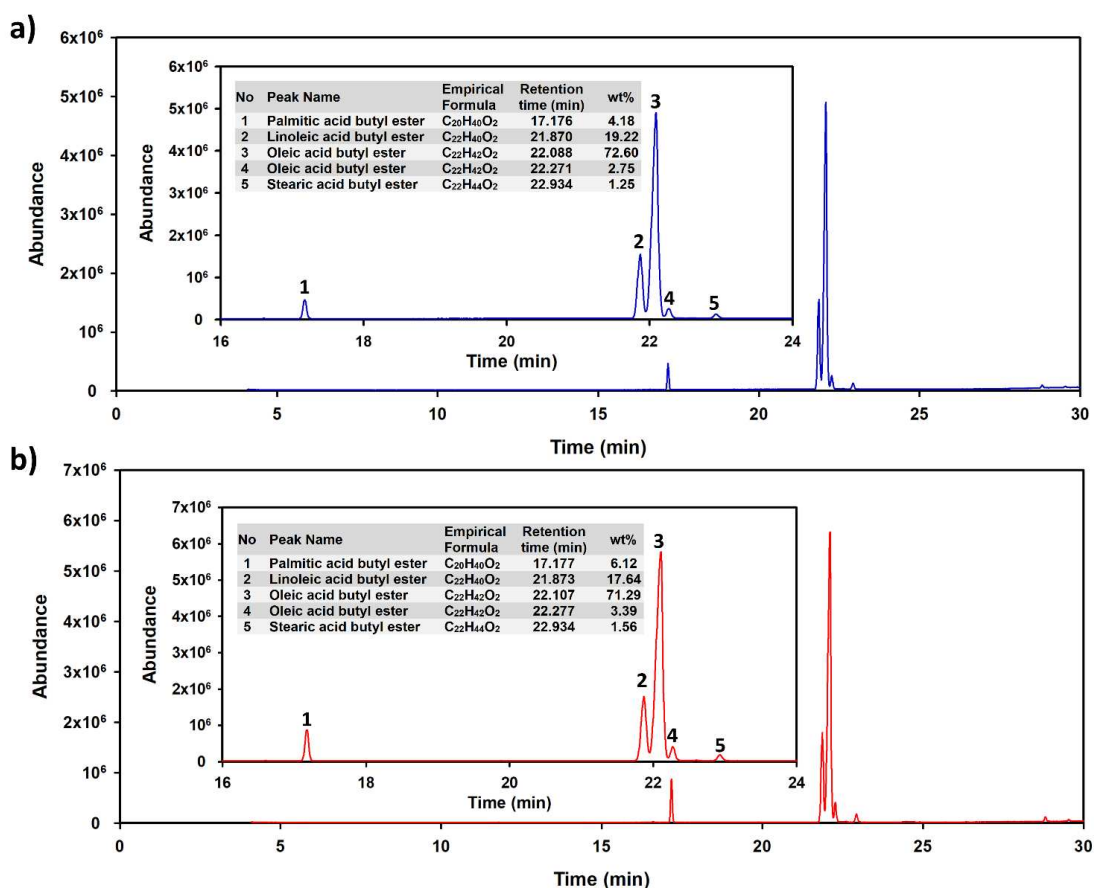 a)
6x10⁶
5x10⁶
4x10⁶
3x10⁶
2x10⁶
10⁶
0
Abundance
0 5 10 15 20 25 30
Time (min)
6x10⁶
5x10⁶
4x10⁶
3x10⁶
2x10⁶
10⁶
0
Abundance
16 18 20 22 24
Time (min)
No Peak Name Empirical Formula Retention time (min) wt%
1 Palmitic acid butyl ester C₂₀H₄₀O₂ 17.176 4.18
2 Linoleic acid butyl ester C₂₂H₄₀O₂ 21.870 19.22
3 Oleic acid butyl ester C₂₂H₄₂O₂ 22.088 72.60
4 Oleic acid butyl ester C₂₂H₄₂O₂ 22.271 2.75
5 Stearic acid butyl ester C₂₂H₄₄O₂ 22.934 1.25
1
2
3
4
5
b)
7x10⁶
6x10⁶
5x10⁶
4x10⁶
3x10⁶
2x10⁶
10⁶
0
Abundance
0 5 10 15 20 25 30
Time (min)
7x10⁶
6x10⁶
5x10⁶
4x10⁶
3x10⁶
2x10⁶
10⁶
0
Abundance
16 18 20 22 24
Time (min)
No Peak Name Empirical Formula Retention time (min) wt%
1 Palmitic acid butyl ester C₂₀H₄₀O₂ 17.177 6.12
2 Linoleic acid butyl ester C₂₂H₄₀O₂ 21.873 17.64
3 Oleic acid butyl ester C₂₂H₄₂O₂ 22.107 71.29
4 Oleic acid butyl ester C₂₂H₄₂O₂ 22.277 3.39
5 Stearic acid butyl ester C₂₂H₄₄O₂ 22.934 1.56
1
2
3
4
5